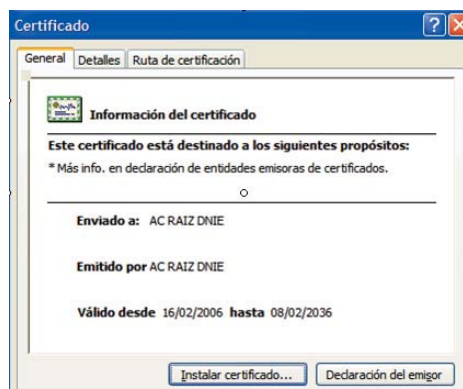 Certificado
General Detalles Ruta de certificación
Información del certificado
Este certificado está destinado a los siguientes propósitos:
* Más info. en declaración de entidades emisoras de certificados.
Enviado a: AC RAIZ DNIE
Emitido por AC RAIZ DNIE
Válido desde 16/02/2006 hasta 08/02/2036
Instalar certificado... Declaración del emisor